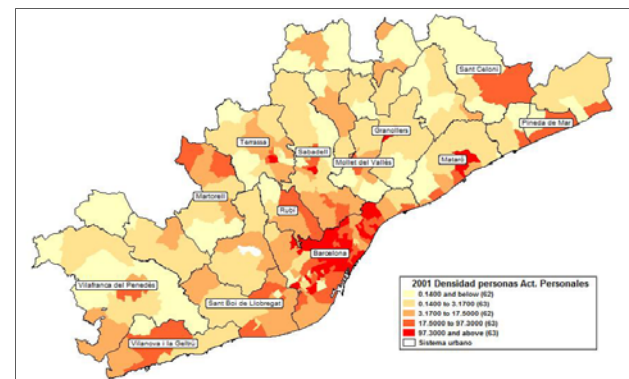 Sant Celoni
Pineda de Mar
Granollers
Terrassa
Sabadell
Mollet del Vallès
Mataró
Martorell
Rubí
Barcelona
Vilafranca del Penedès
Sant Boi de Llobregat
Vilanova i la Geltrú
2001 Densidad personas Act. Personales
0.1400 and below (62)
0.1400 to 3.1700 (63)
3.1700 to 17.5000 (62)
17.5000 to 97.3000 (63)
97.3000 and above (63)
Sistema urbano